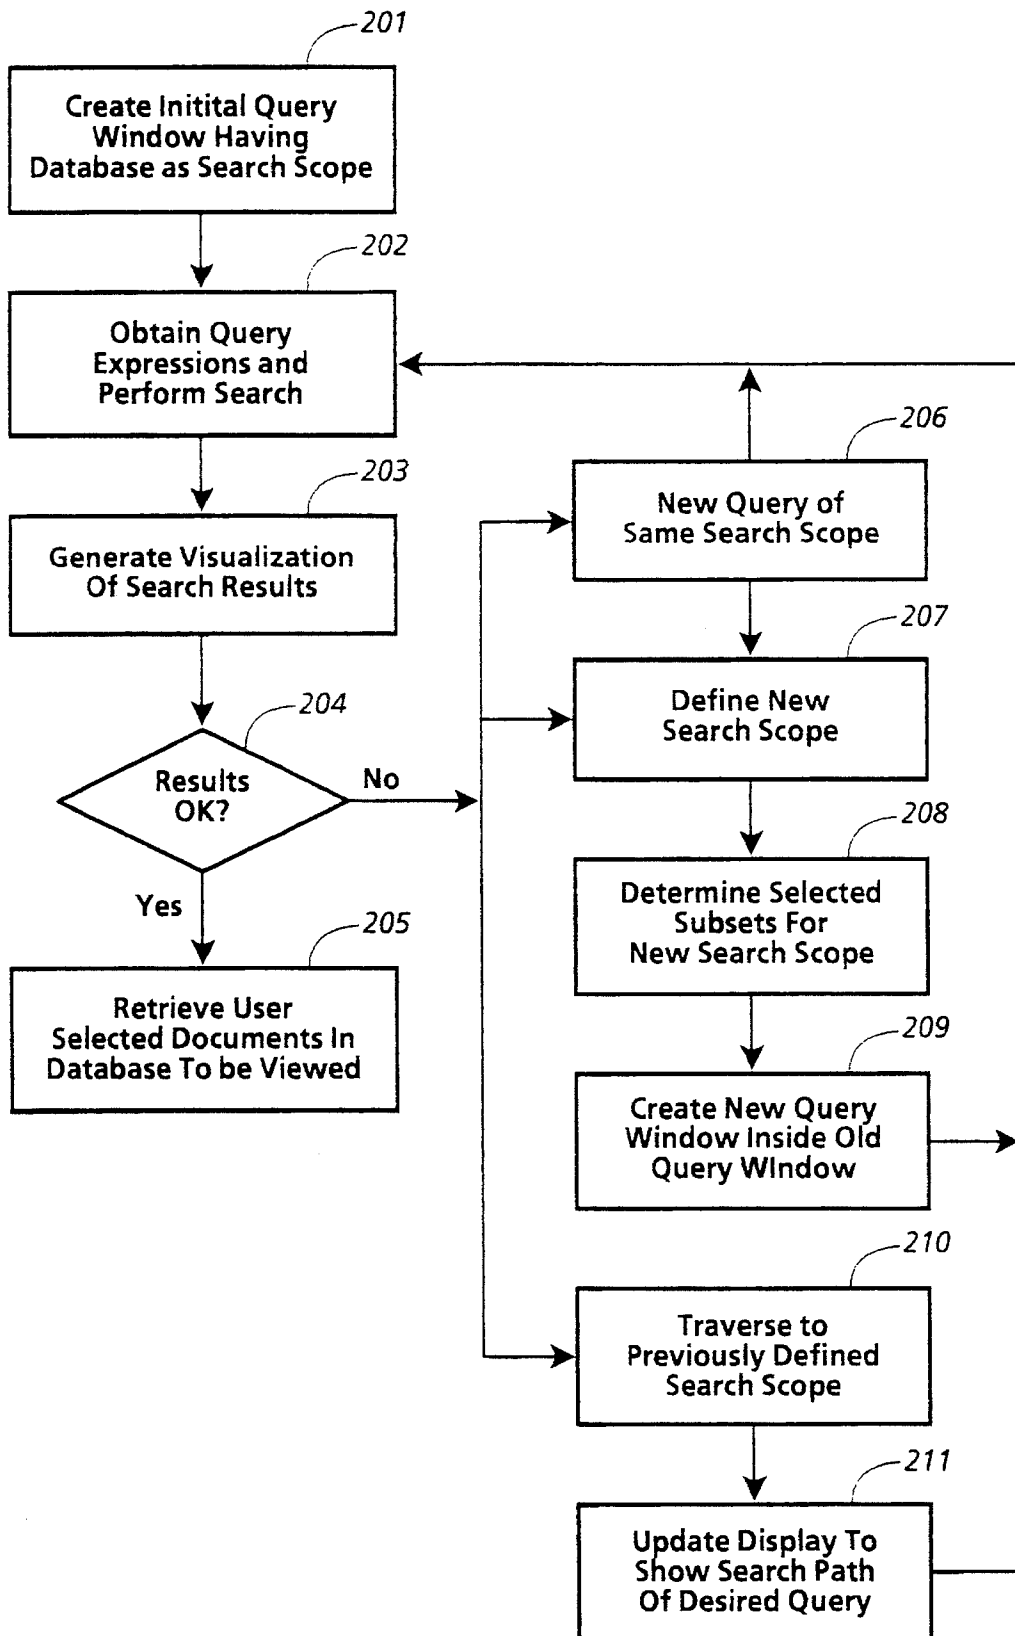 201
Create Initital Query
Window Having
Database as Search Scope
202
Obtain Query
Expressions and
Perform Search
203
Generate Visualization
Of Search Results
204
Results
OK?
No
Yes
205
Retrieve User
Selected Documents In
Database To be Viewed
206
New Query of
Same Search Scope
207
Define New
Search Scope
208
Determine Selected
Subsets For
New Search Scope
209
Create New Query
Window Inside Old
Query WIndow
210
Traverse to
Previously Defined
Search Scope
211
Update Display To
Show Search Path
Of Desired Query